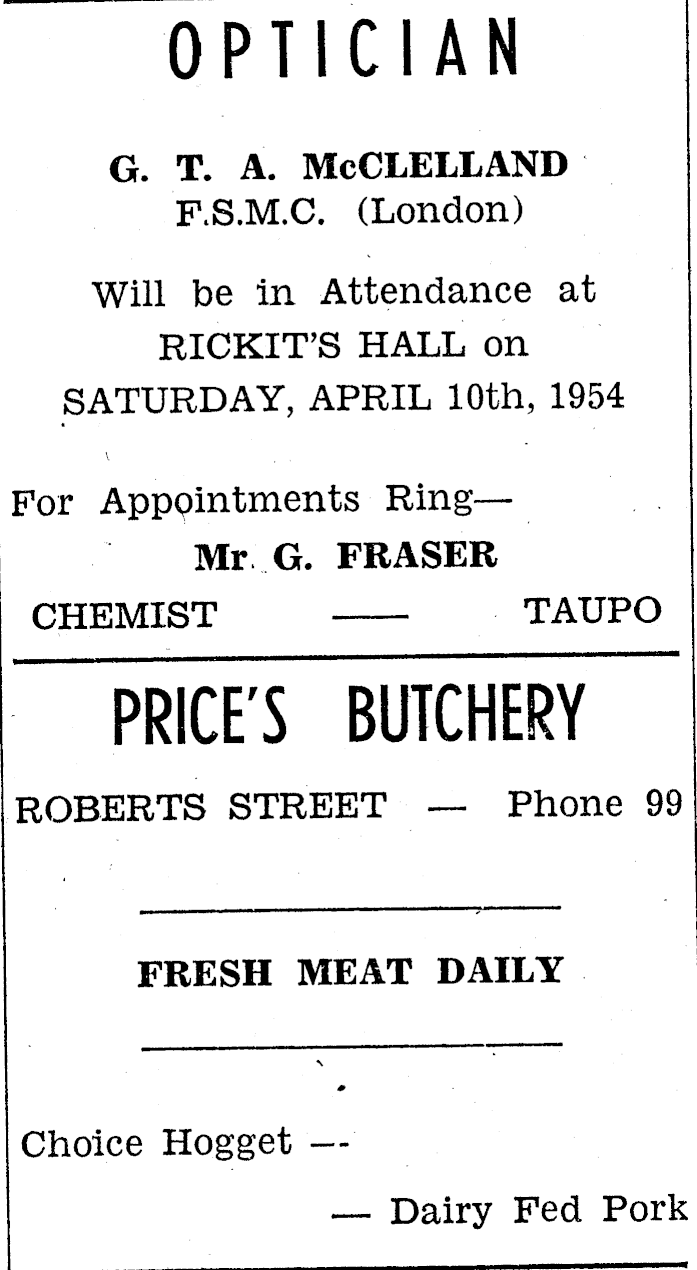 OPTICIAN
G. T. A. McCLELLAND
F.S.M.C. (London)
Will be in Attendance at
RICKIT'S HALL on
SATURDAY, APRIL 10th, 1954
For Appointments Ring—
Mr. G. FRASER
CHEMIST — TAUPO
PRICE'S BUTCHERY
ROBERTS STREET — Phone 99
FRESH MEAT DAILY
Choice Hogget —
— Dairy Fed Pork